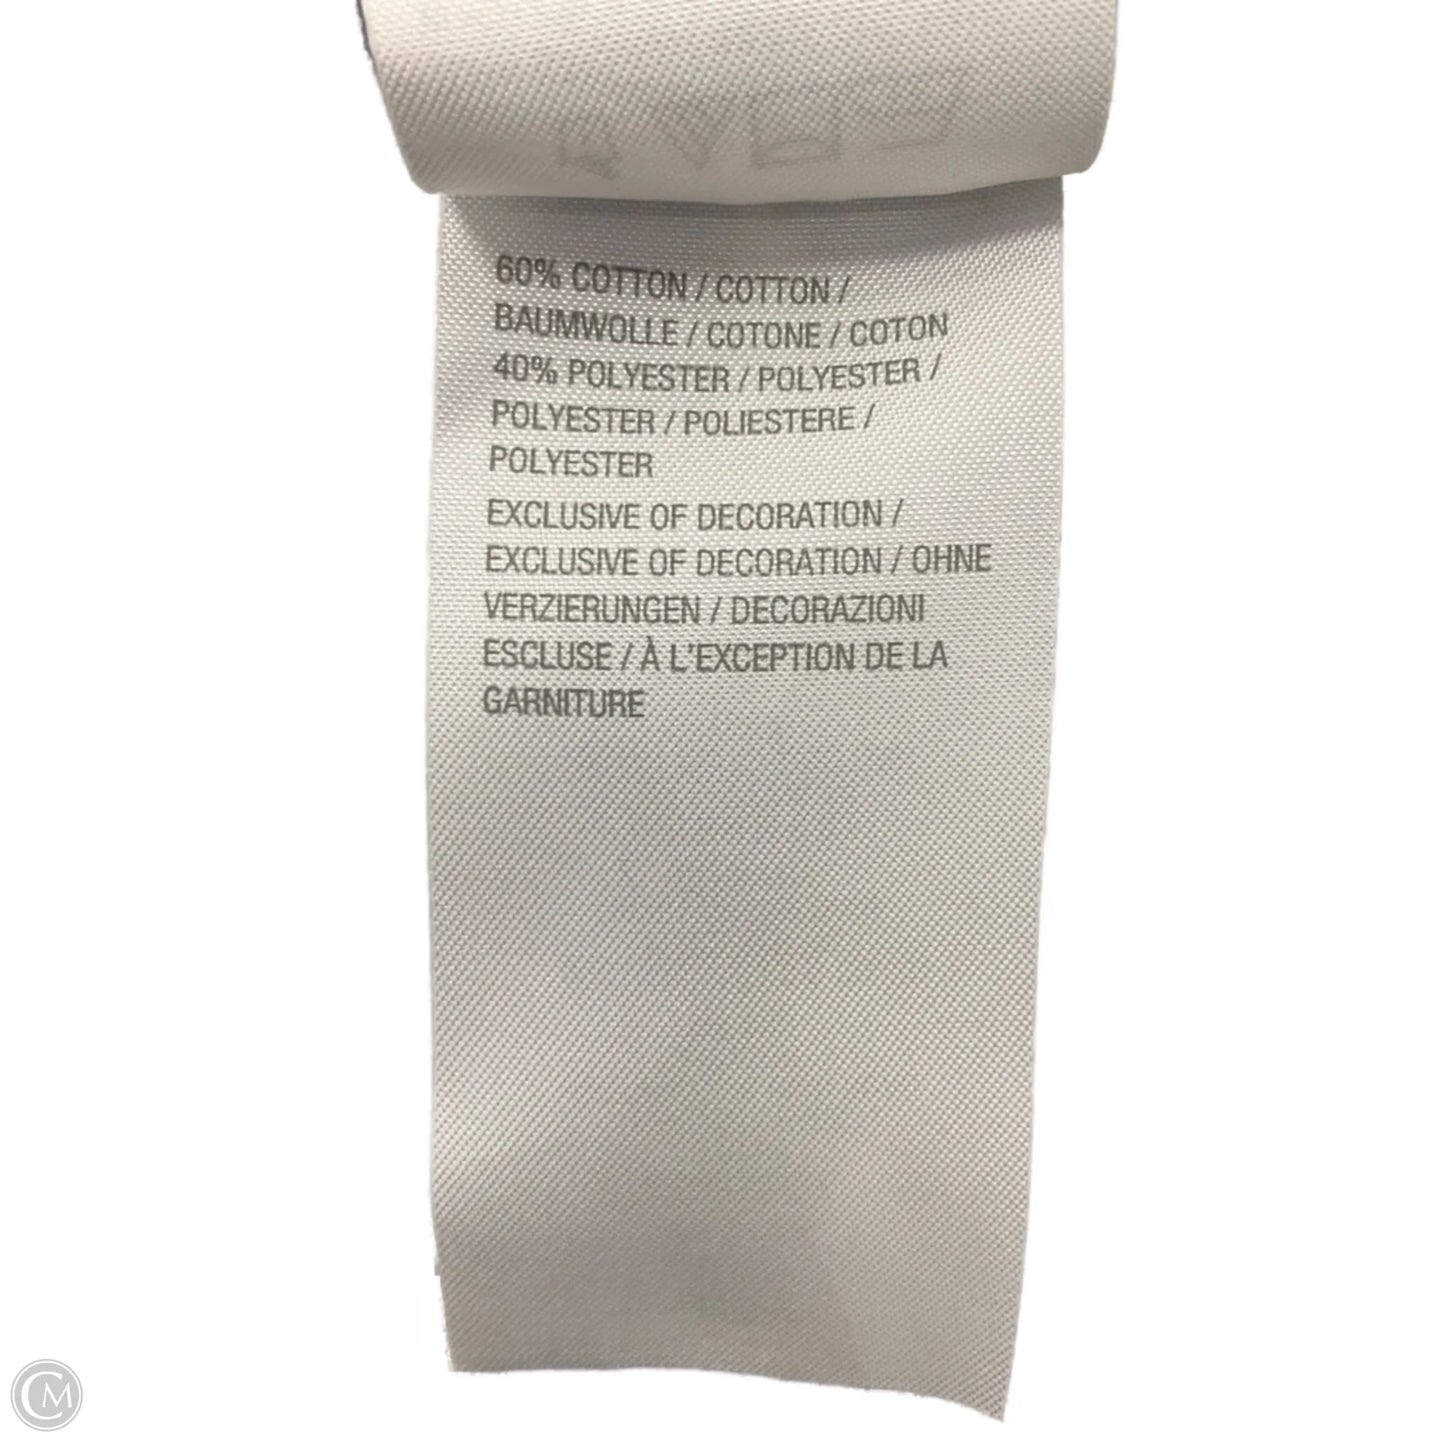 60% COTTON / COTTON /
BAUMWOLLE / COTONE / COTON
40% POLYESTER / POLYESTER /
POLYESTER / POLIESTERE /
POLYESTER
EXCLUSIVE OF DECORATION /
EXCLUSIVE OF DECORATION / OHNE
VERZIERUNGEN / DECORAZIONI
ESCLUSE / À L'EXCEPTION DE LA
GARNITURE
CM